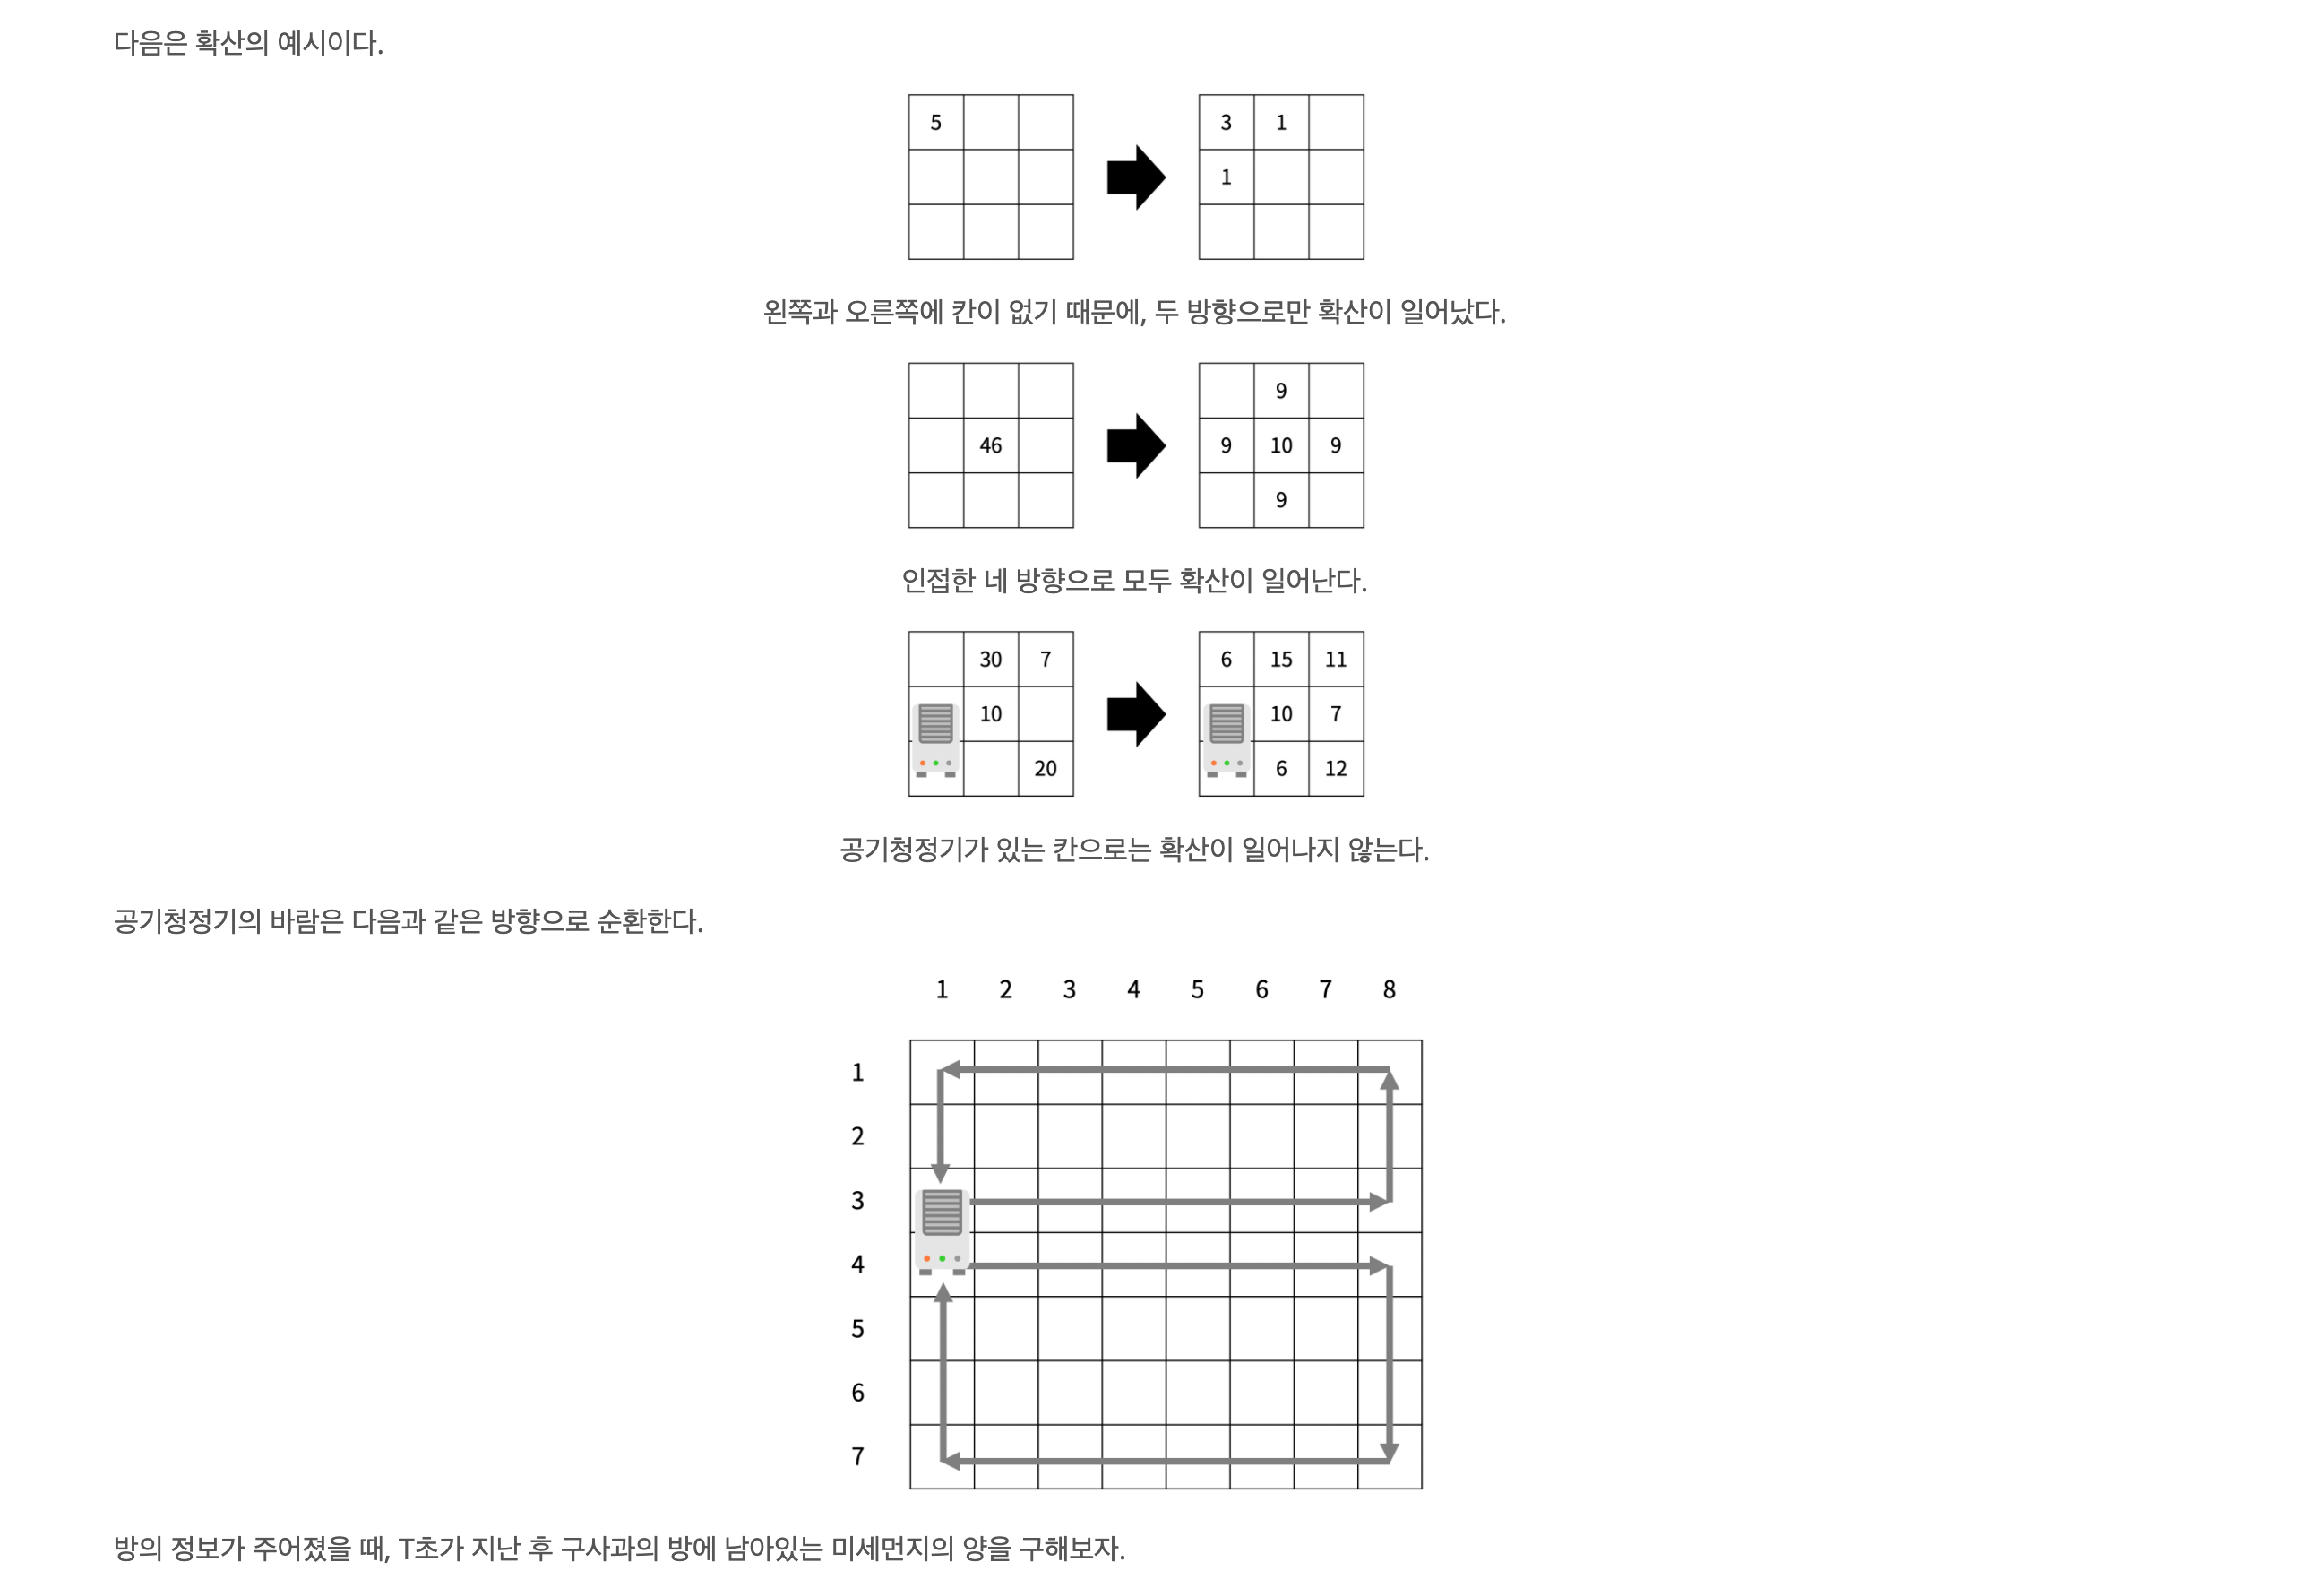 다음은 확산의 예시이다.
5 3 1
1
왼쪽과 오른쪽에 칸이 없기 때문에, 두 방향으로만 확산이 일어났다.
9
46 9 10 9
9
인접한 네 방향으로 모두 확산이 일어난다.
30 7 6 15 11
10 10 7
20 6 12
공기청정기가 있는 칸으로는 확산이 일어나지 않는다.
공기청정기의 바람은 다음과 같은 방향으로 순환한다.
1 2 3 4 5 6 7 8
1
2
3
4
5
6
7
방의 정보가 주어졌을 때, T초가 지난 후 구사과의 방에 남아있는 미세먼지의 양을 구해보자.